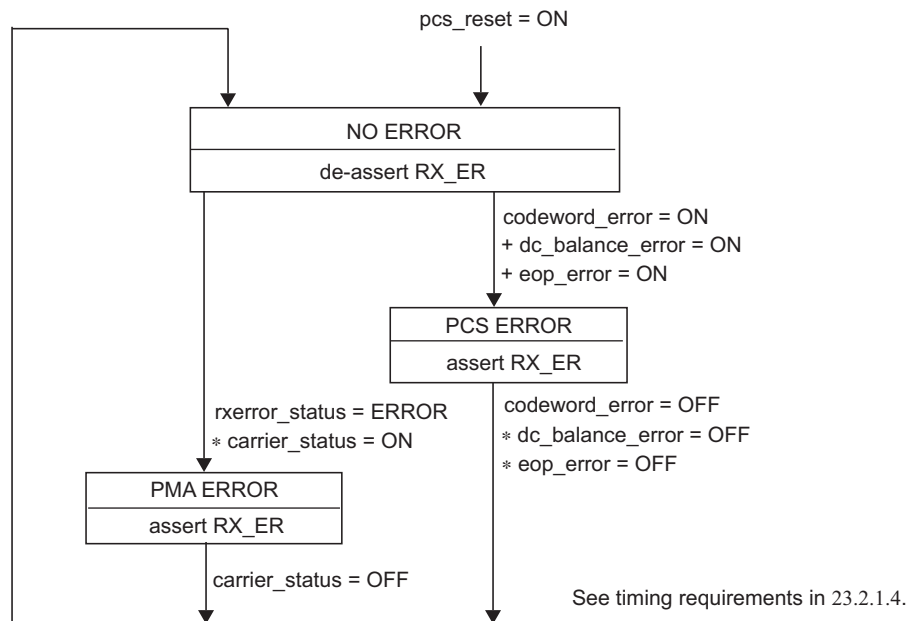 pcs_reset = ON
NO ERROR
de-assert RX_ER
codeword_error = ON
+ dc_balance_error = ON
+ eop_error = ON
PCS ERROR
assert RX_ER
rxerror_status = ERROR
* carrier_status = ON
codeword_error = OFF
* dc_balance_error = OFF
* eop_error = OFF
PMA ERROR
assert RX_ER
carrier_status = OFF
See timing requirements in 23.2.1.4.